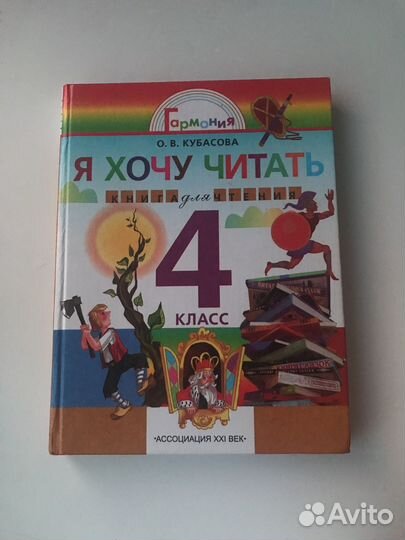 Гармония
О. В. КУБАСОВА
Я ХОЧУ ЧИТАТЬ
КНИГА для ЧТЕНИЯ
4
КЛАСС
•АССОЦИАЦИЯ XXI ВЕК•
Avito